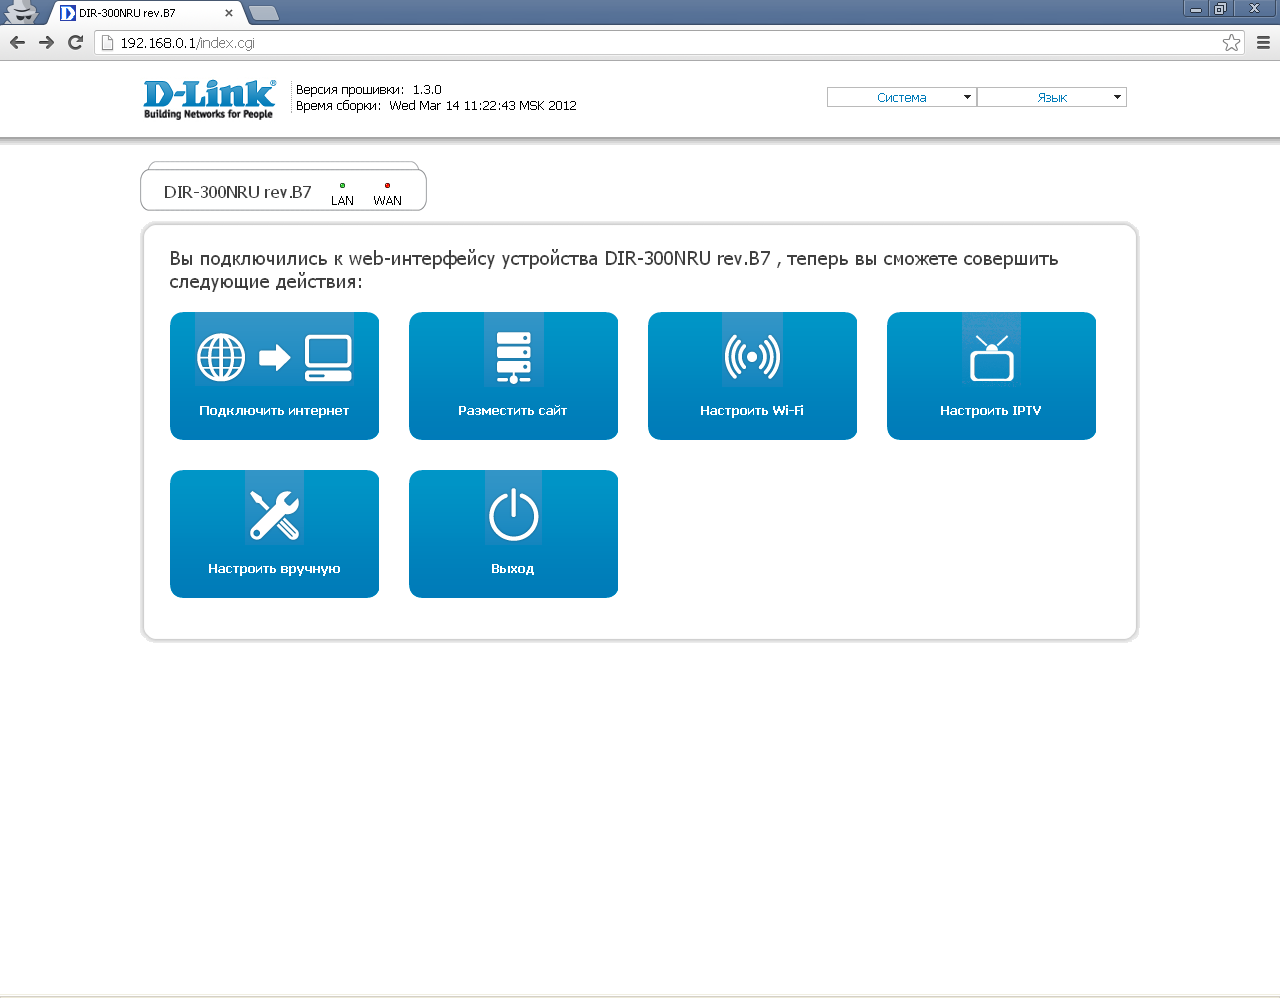 DIR-300NRU rev.B7
192.168.0.1/index.cgi
D-Link
Building Networks for People
Версия прошивки: 1.3.0
Время сборки: Wed Mar 14 11:22:43 MSK 2012
Система
Язык
DIR-300NRU rev.B7
LAN
WAN
Вы подключились к web-интерфейсу устройства DIR-300NRU rev.B7 , теперь вы сможете совершить
следующие действия:
Подключить интернет
Разместить сайт
Настроить Wi-Fi
Настроить IPTV
Настроить вручную
Выход